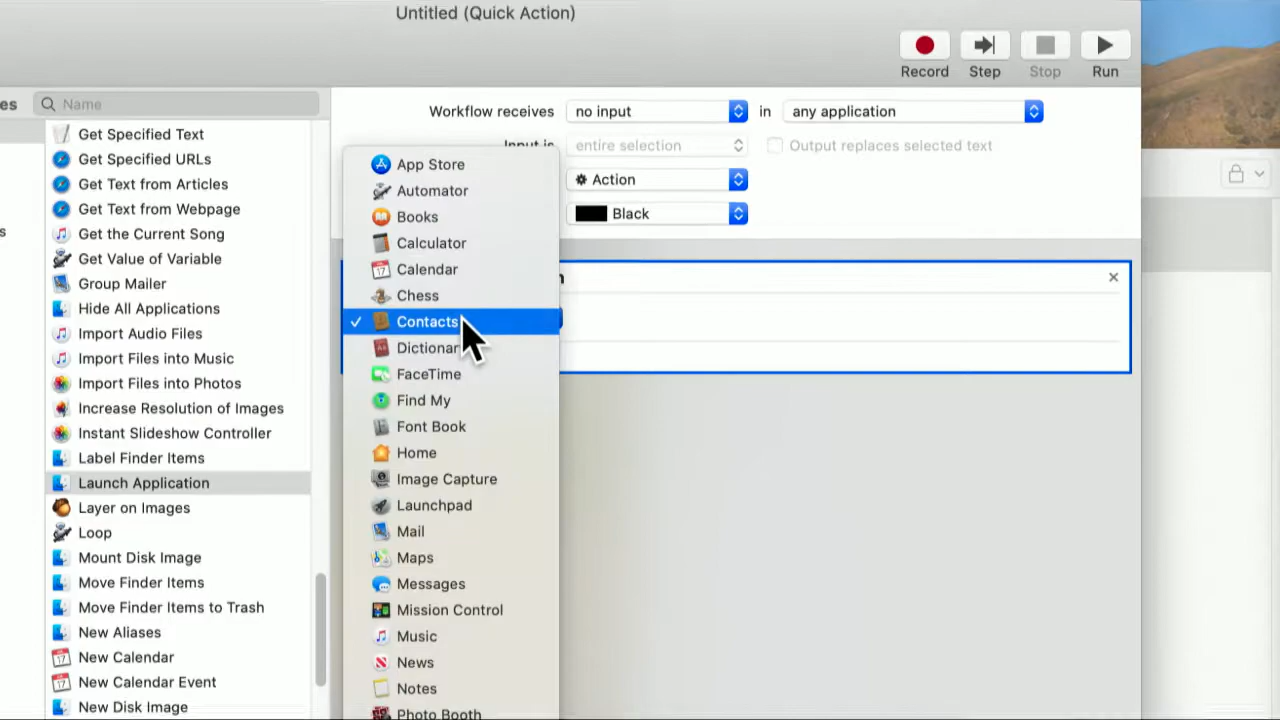 Untitled (Quick Action)
Record
Step
Stop
Run
es
Name
Workflow receives
no input
in
any application
Input is
entire selection
Output replaces selected text
Action
Black
Get Specified Text
Get Specified URLs
Get Text from Articles
Get Text from Webpage
Get the Current Song
Get Value of Variable
Group Mailer
Hide All Applications
Import Audio Files
Import Files into Music
Import Files into Photos
Increase Resolution of Images
Instant Slideshow Controller
Label Finder Items
Launch Application
Layer on Images
Loop
Mount Disk Image
Move Finder Items
Move Finder Items to Trash
New Aliases
New Calendar
New Calendar Event
New Disk Image
s
App Store
Automator
Books
Calculator
Calendar
Chess
Contacts
Dictionar
FaceTime
Find My
Font Book
Home
Image Capture
Launchpad
Mail
Maps
Messages
Mission Control
Music
News
Notes
Photo Booth
n